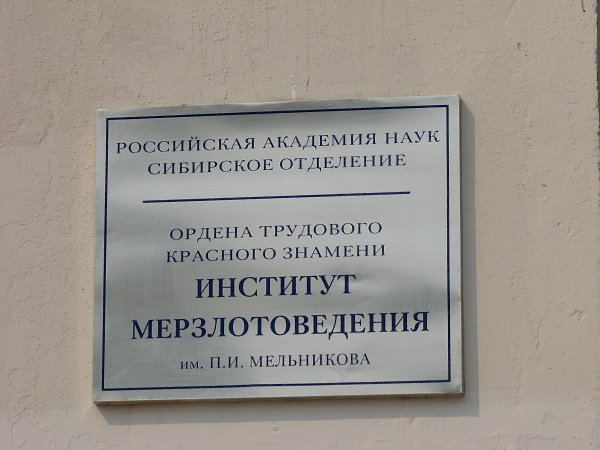 РОССИЙСКАЯ АКАДЕМИЯ НАУК
СИБИРСКОЕ ОТДЕЛЕНИЕ
ОРДЕНА ТРУДОВОГО
КРАСНОГО ЗНАМЕНИ
ИНСТИТУТ
МЕРЗЛОТОВЕДЕНИЯ
им. П.И. МЕЛЬНИКОВА